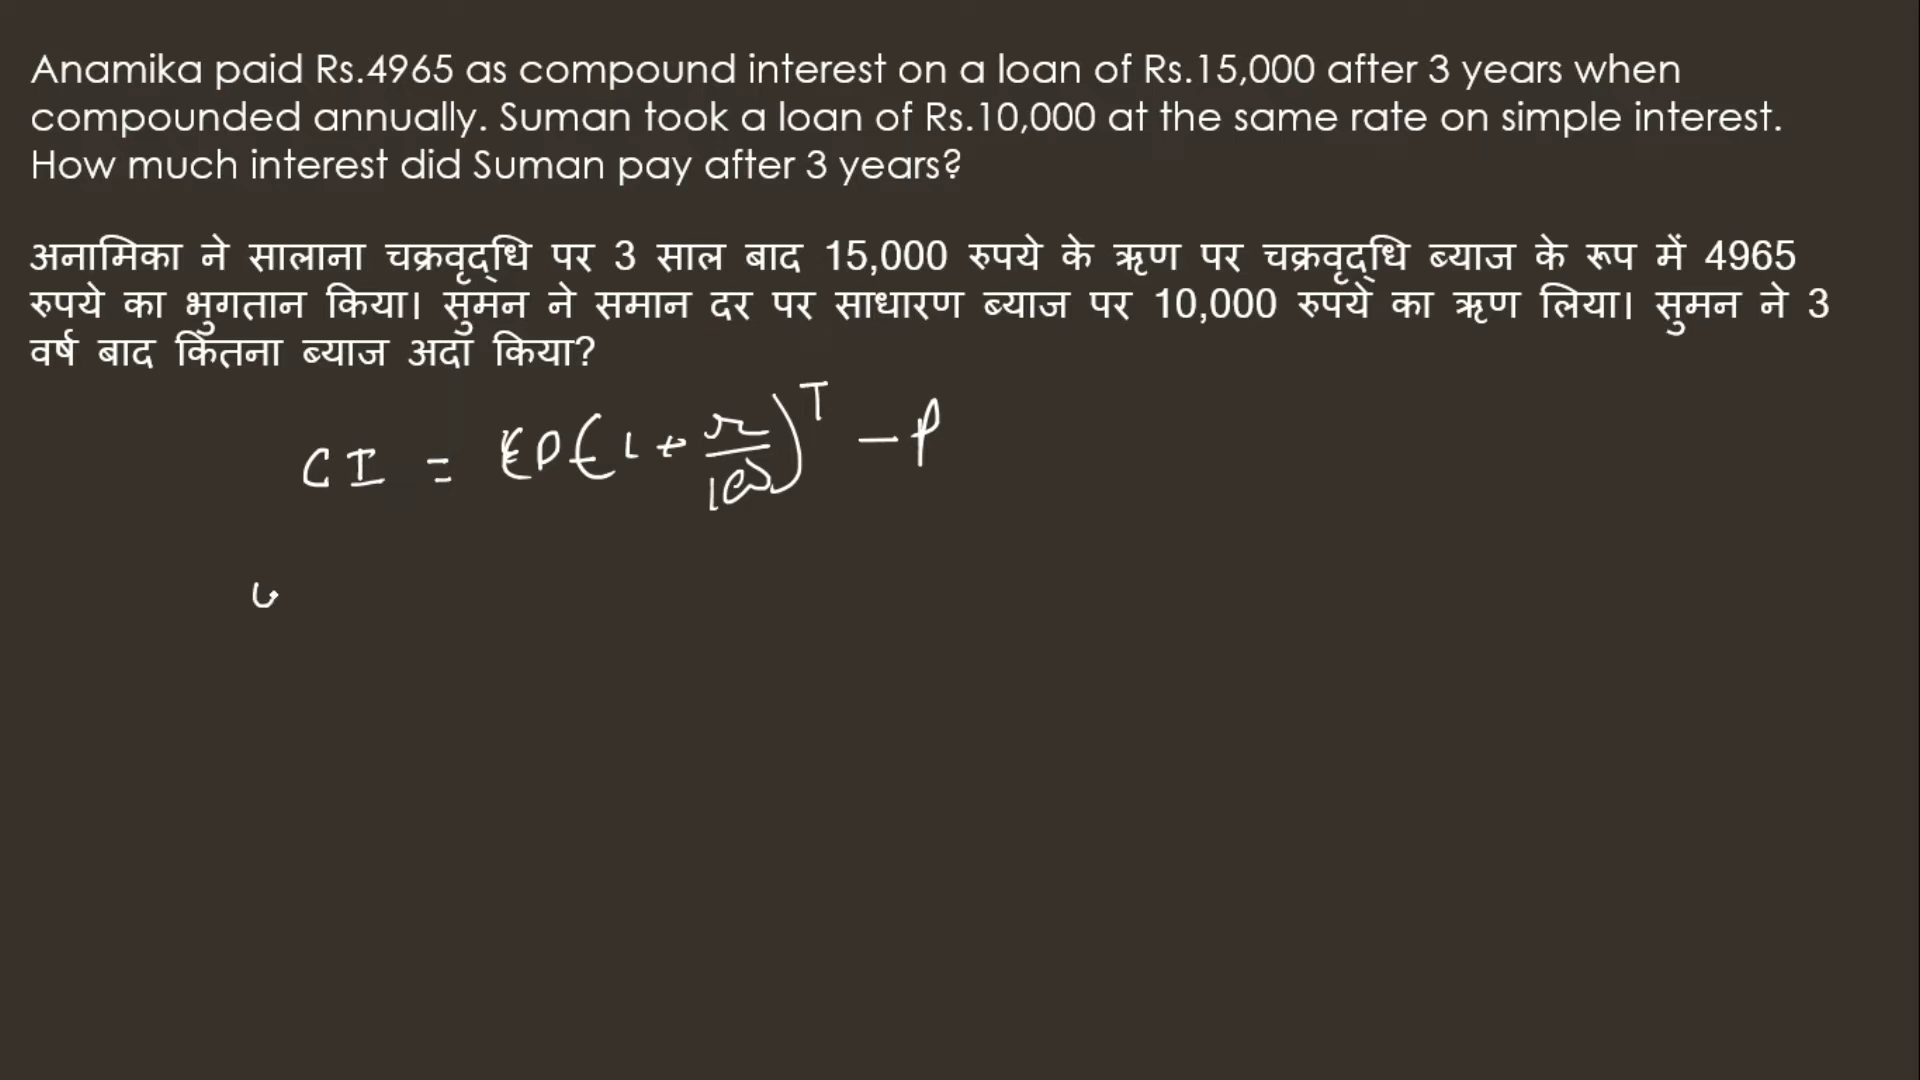 Anamika paid Rs.4965 as compound interest on a loan of Rs.15,000 after 3 years when
compounded annually. Suman took a loan of Rs.10,000 at the same rate on simple interest.
How much interest did Suman pay after 3 years?
अनामिका ने सालाना चक्रवृद्धि पर 3 साल बाद 15,000 रुपये के ऋण पर चक्रवृद्धि ब्याज के रूप में 4965
रुपये का भुगतान किया। सुमन ने समान दर पर साधारण ब्याज पर 10,000 रुपये का ऋण लिया। सुमन ने 3
वर्ष बाद कितना ब्याज अदा किया?
CI = P(1 + r/100)^T - P